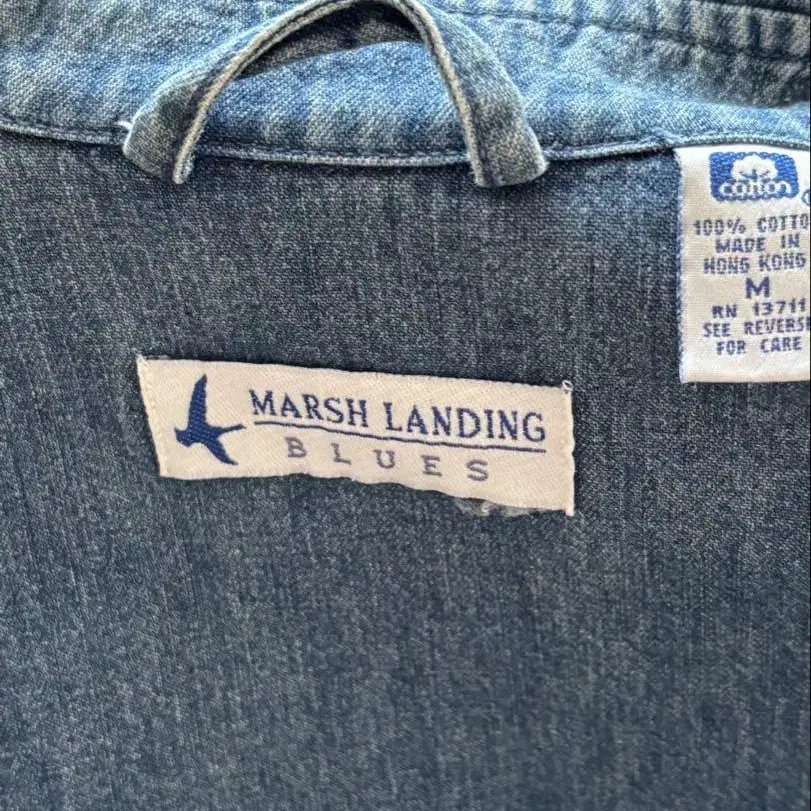 MARSH LANDING
BLUES
cotton
100% COTTO
MADE IN
HONG KONG
M
RN 13711
SEE REVERSE
FOR CARE